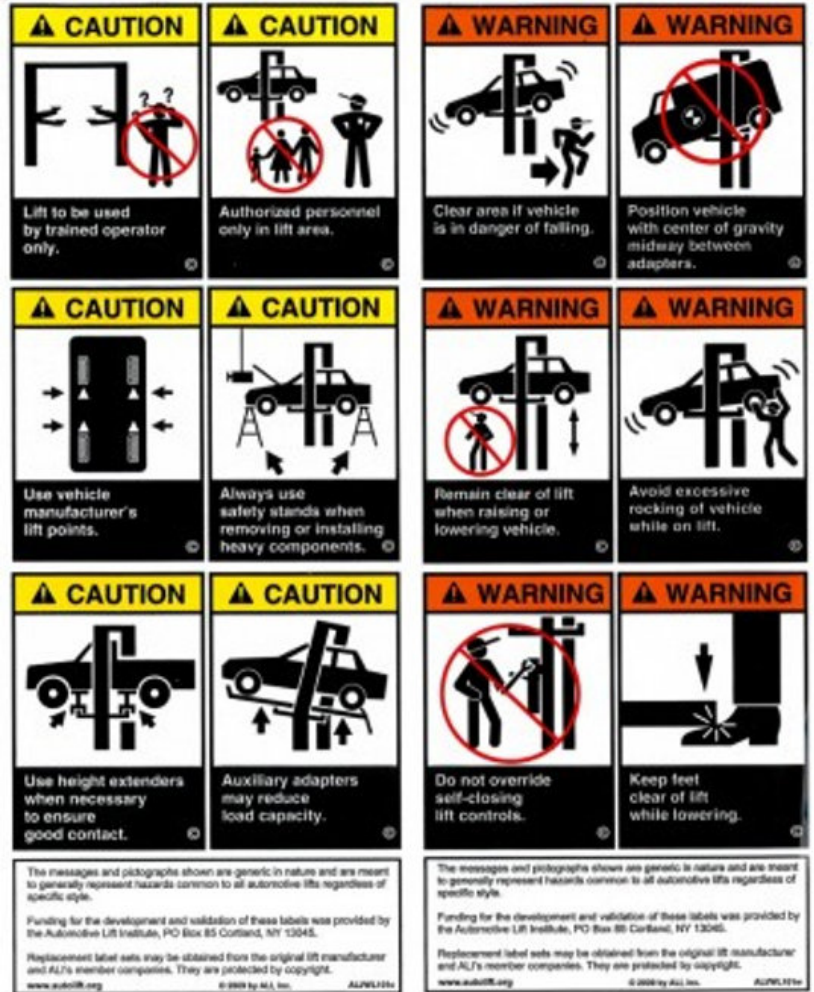 CAUTION
Lift to be used
by trained operator
only.
©
CAUTION
Authorized personnel
only in lift area.
©
WARNING
Clear area if vehicle
is in danger of falling.
©
WARNING
Position vehicle
with center of gravity
midway between
adapters.
©
CAUTION
Use vehicle
manufacturer's
lift points.
©
CAUTION
Always use
safety stands when
removing or installing
heavy components. ©
WARNING
Remain clear of lift
when raising or
lowering vehicle.
©
WARNING
Avoid excessive
rocking of vehicle
while on lift.
©
? ?
CAUTION
Use height extenders
when necessary
to ensure
good contact.
©
CAUTION
Auxiliary adapters
may reduce
load capacity.
©
WARNING
Do not override
self-closing
lift controls.
©
WARNING
Keep feet
clear of lift
while lowering.
©
The messages and pictographs shown are generic in nature and are meant
to generally represent hazards common to all automotive lifts regardless of
specific style.
Funding for the development and validation of these labels was provided by
the Automotive Lift Institute, PO Box 85 Cortland, NY 13045.
Replacement label sets may be obtained from the original lift manufacturer
and ALI's member companies. They are protected by copyright.
www.autolift.org
© 2009 by ALI, Inc.
The messages and pictographs shown are generic in nature and are meant
to generally represent hazards common to all automotive lifts regardless of
specific style.
Funding for the development and validation of these labels was provided by
the Automotive Lift Institute, PO Box 85 Cortland, NY 13045.
Replacement label sets may be obtained from the original lift manufacturer
and ALI's member companies. They are protected by copyright.
www.autolift.org
© 2009 by ALI, Inc.